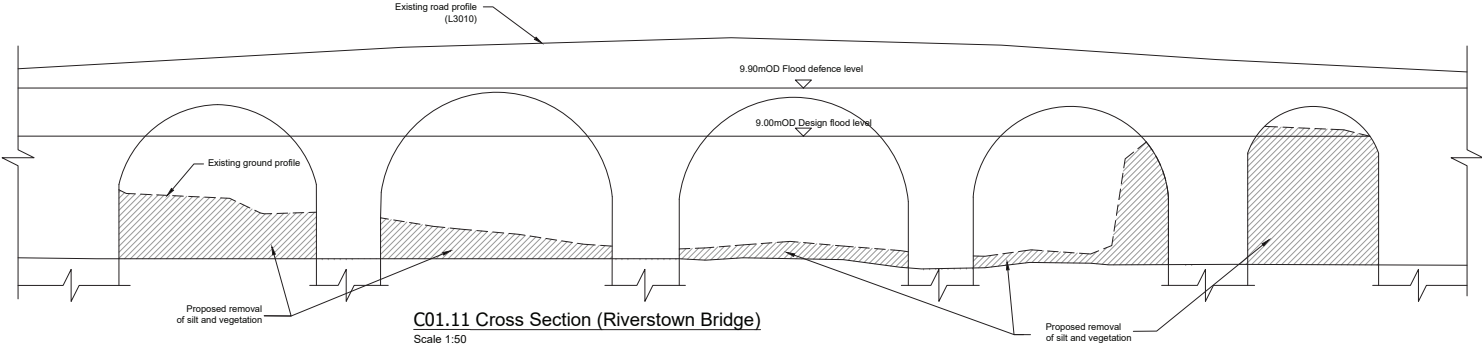 Existing road profile
(L3010)
9.90mOD Flood defence level
9.00mOD Design flood level
Existing ground profile
Proposed removal
of silt and vegetation
Proposed removal
of silt and vegetation
C01.11 Cross Section (Riverstown Bridge)
Scale 1:50